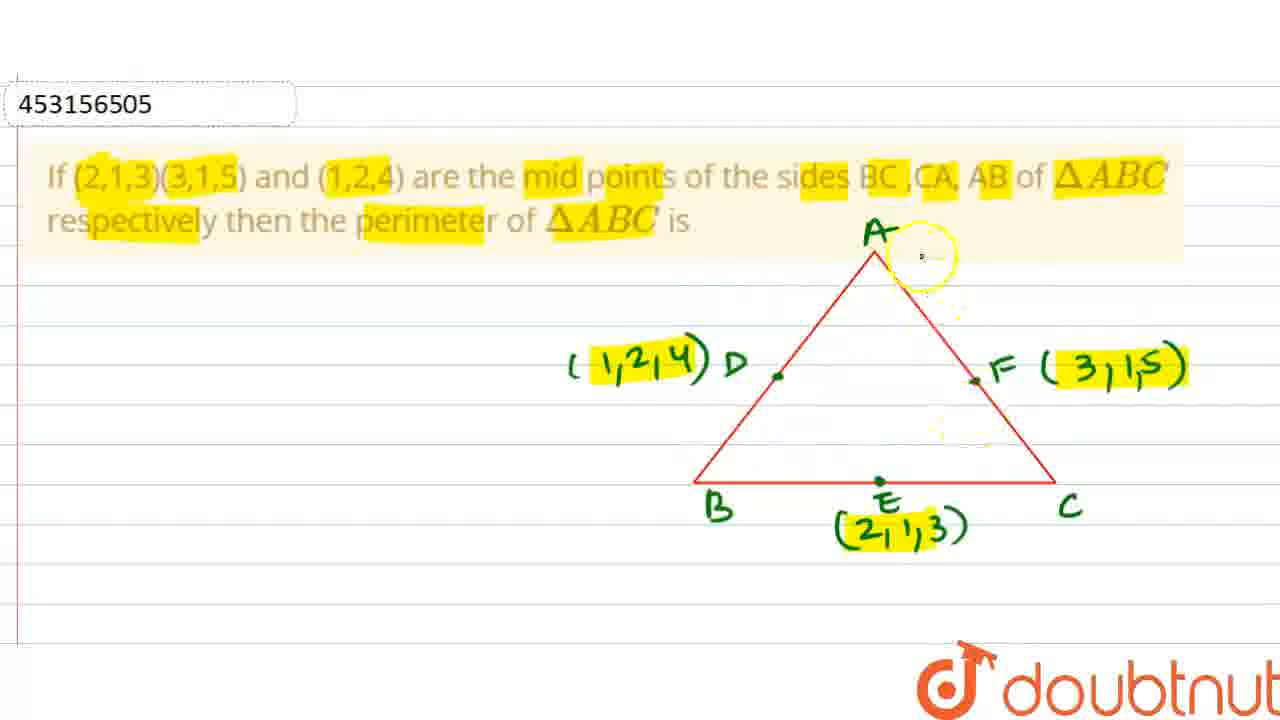 453156505
If (2,1,3)(3,1,5) and (1,2,4) are the mid points of the sides BC ,CA, AB of ΔABC
respectively then the perimeter of ΔABC is
A
(1,2,4) D
F (3,1,5)
B
E
C
(2,1,3)
doubtnut